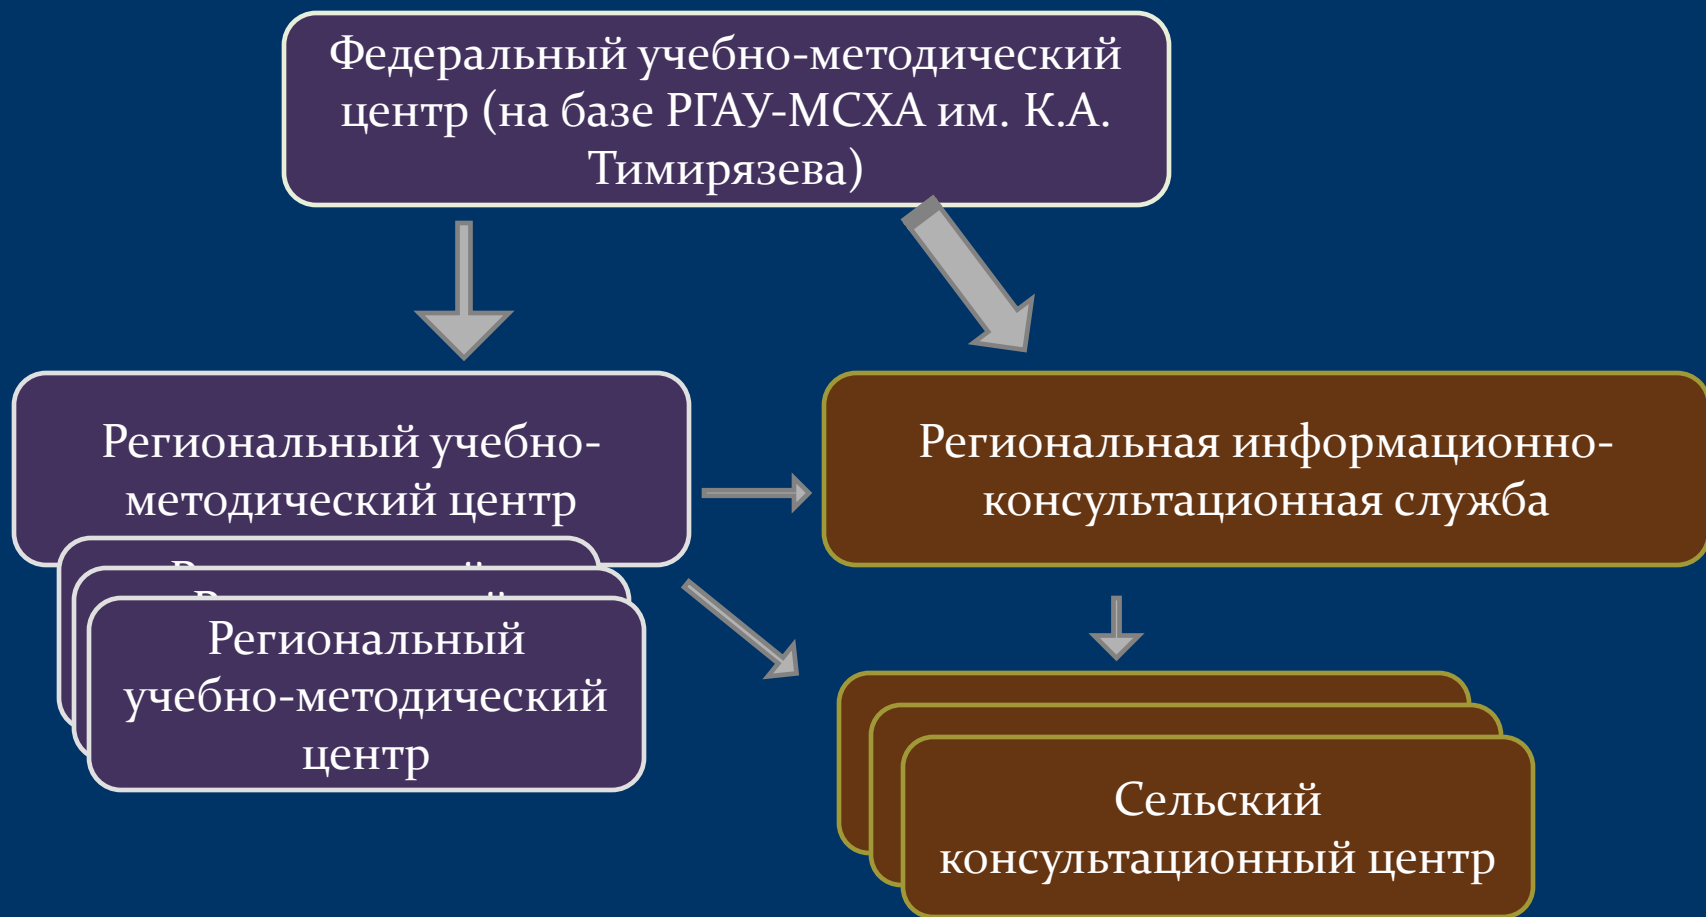 Федеральный учебно-методический
центр (на базе РГАУ-МСХА им. К.А.
Тимирязева)
Региональный учебно-
методический центр
Региональная информационно-
консультационная служба
Региональный
учебно-методический
центр
Сельский
консультационный центр